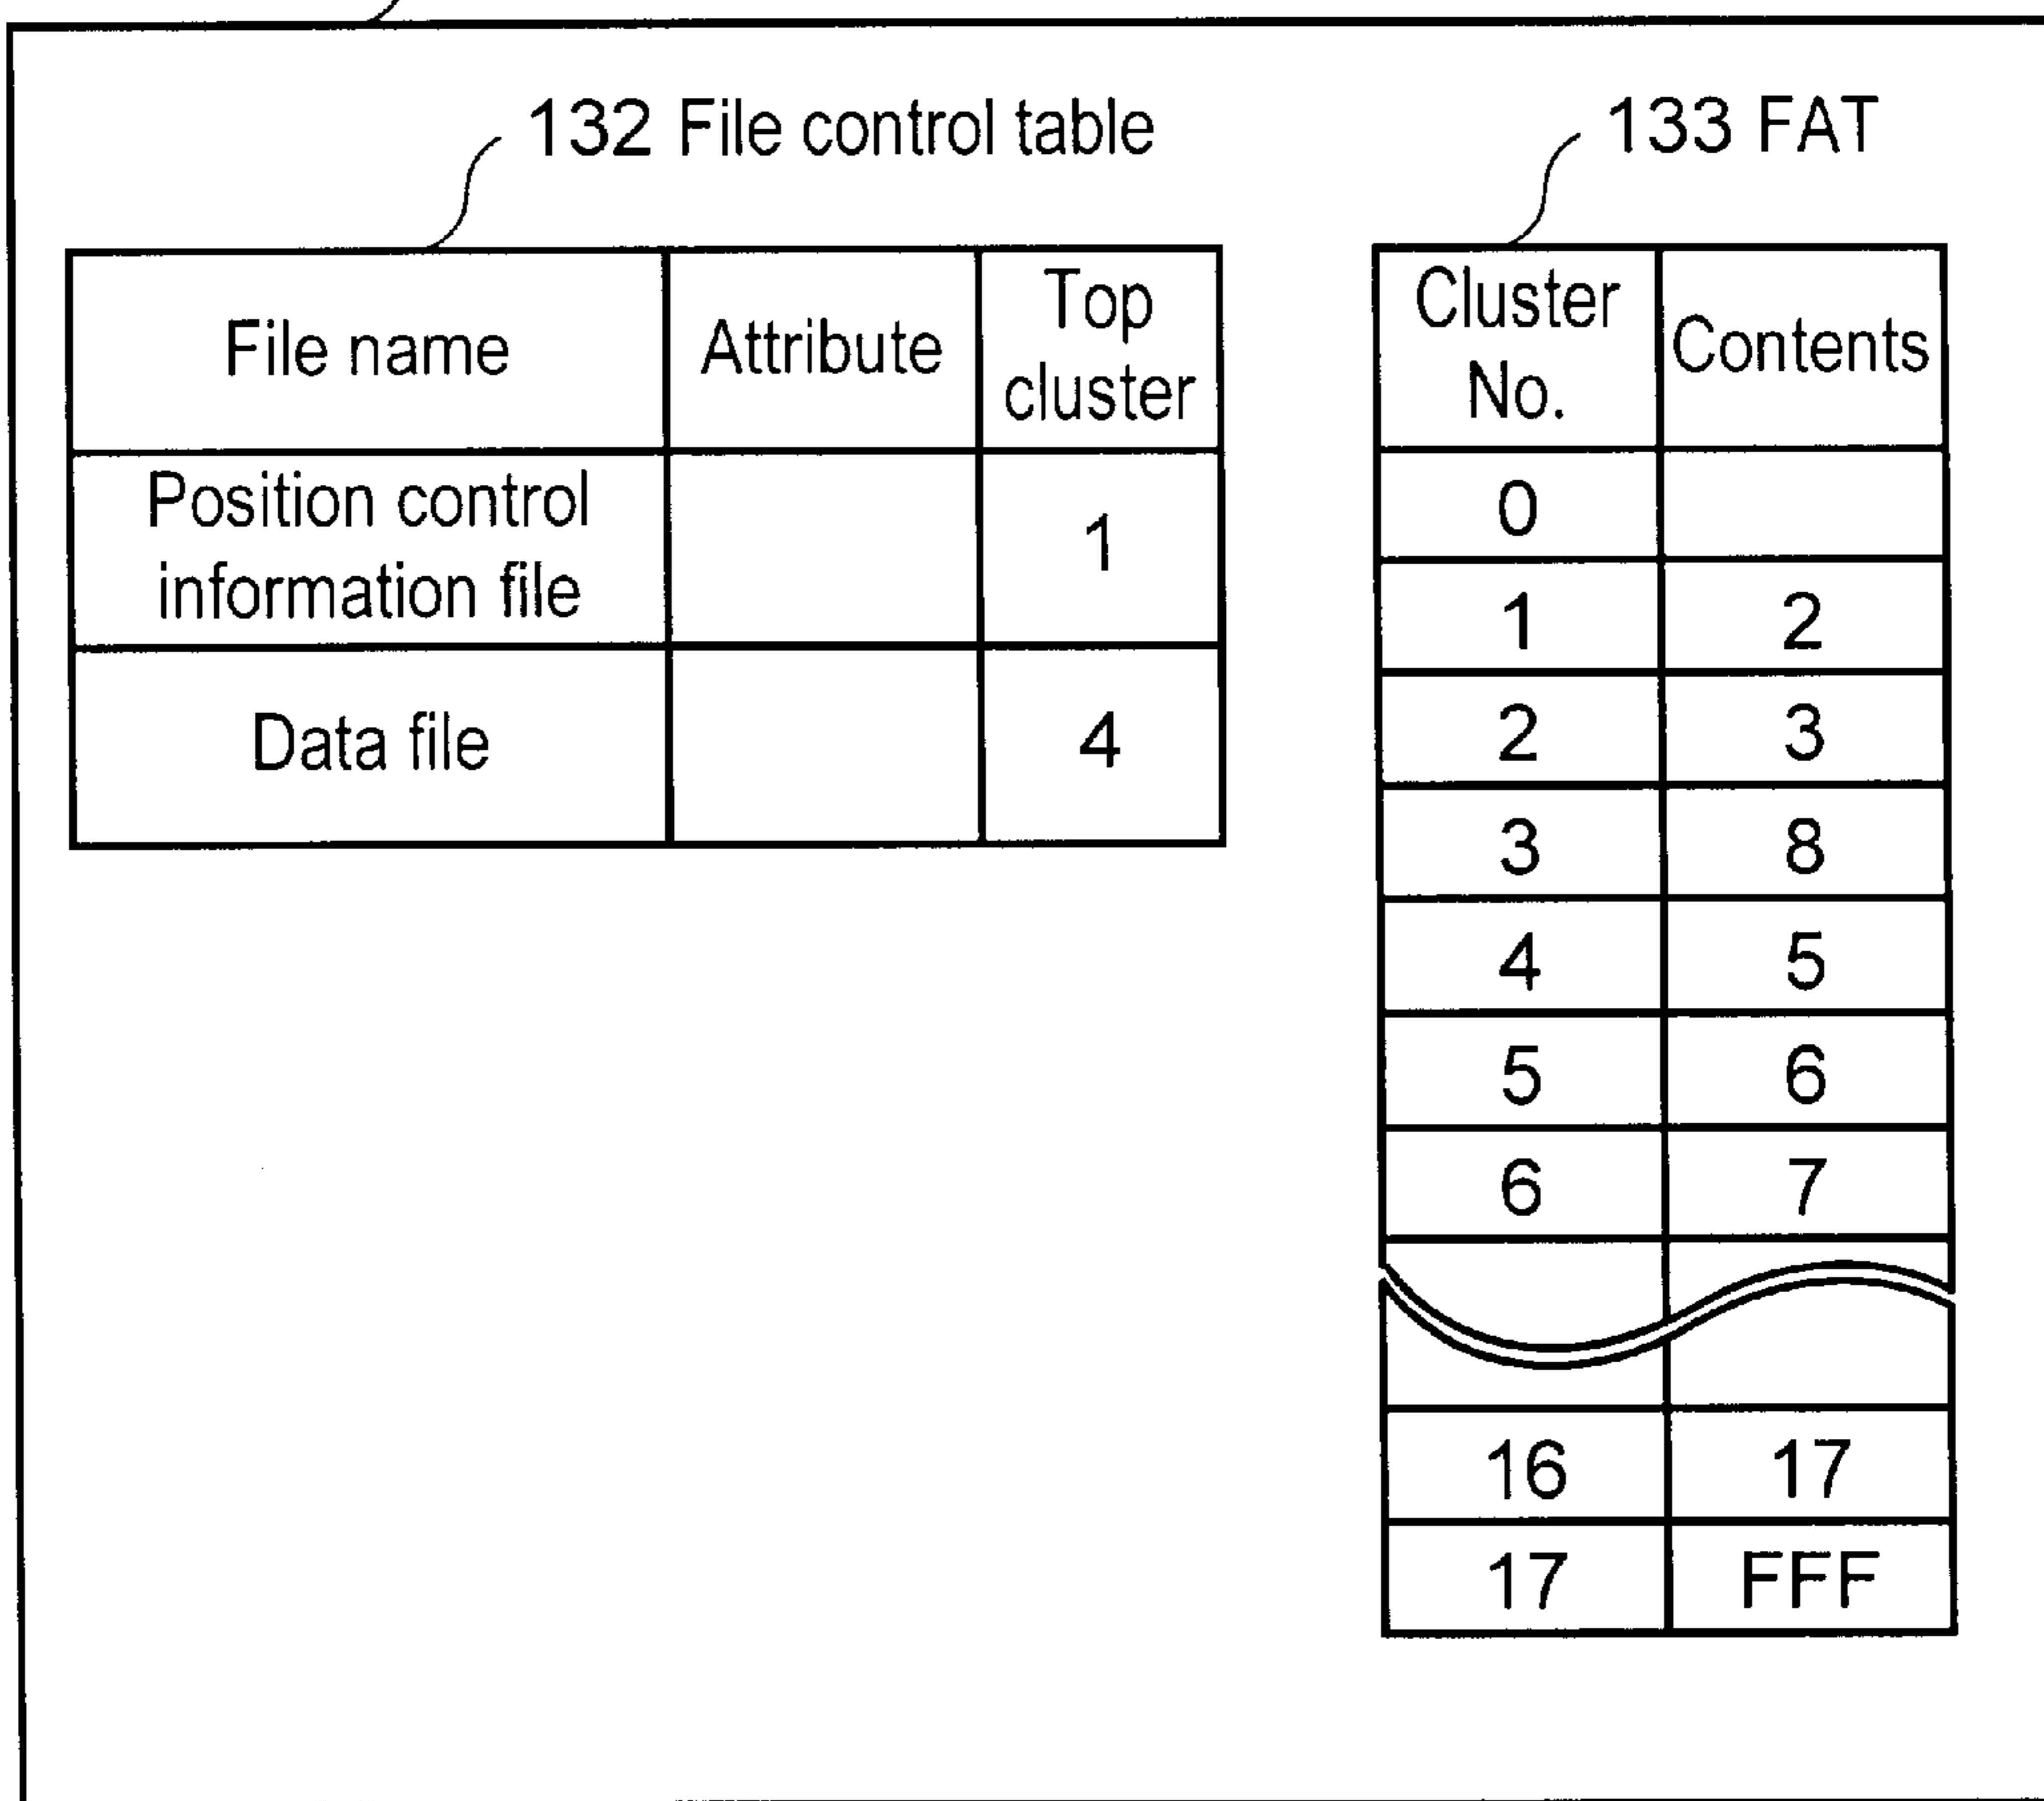 132 File control table
File name Attribute Top
cluster
Position control
information file 1
Data file 4
133 FAT
Cluster
No. Contents
0
1 2
2 3
3 8
4 5
5 6
6 7
16 17
17 FFF